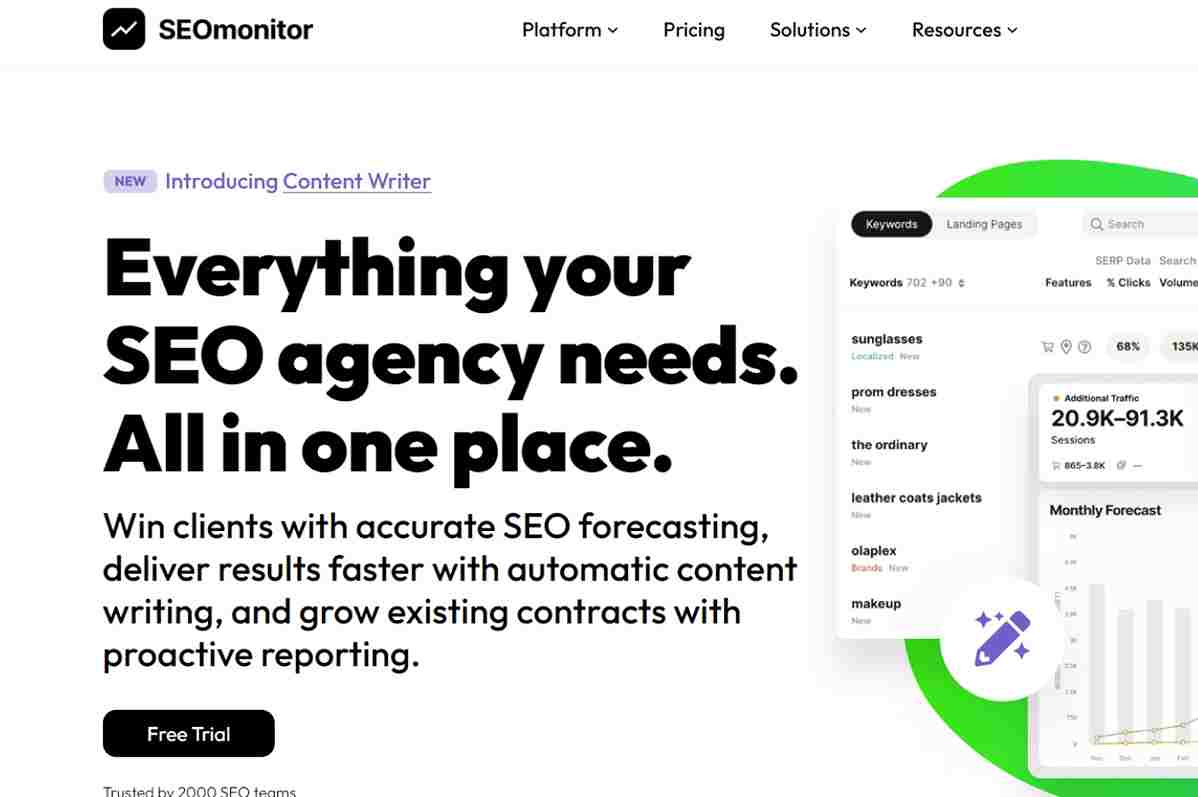 SEOmonitor
Platform Pricing Solutions Resources
NEW Introducing Content Writer
Everything your
SEO agency needs.
All in one place.
Win clients with accurate SEO forecasting,
deliver results faster with automatic content
writing, and grow existing contracts with
proactive reporting.
Free Trial
Trusted by 2000 SEO teams
Keywords Landing Pages Search
SERP Data Search
Keywords 702 +90 Features % Clicks Volume
sunglasses
Localized New
68% 135K
prom dresses
New
the ordinary
New
leather coats jackets
New
olaplex
Brands New
makeup
New
Additional Traffic
20.9K–91.3K
Sessions
865–3.8K —
Monthly Forecast
Nov Dec Jan Feb